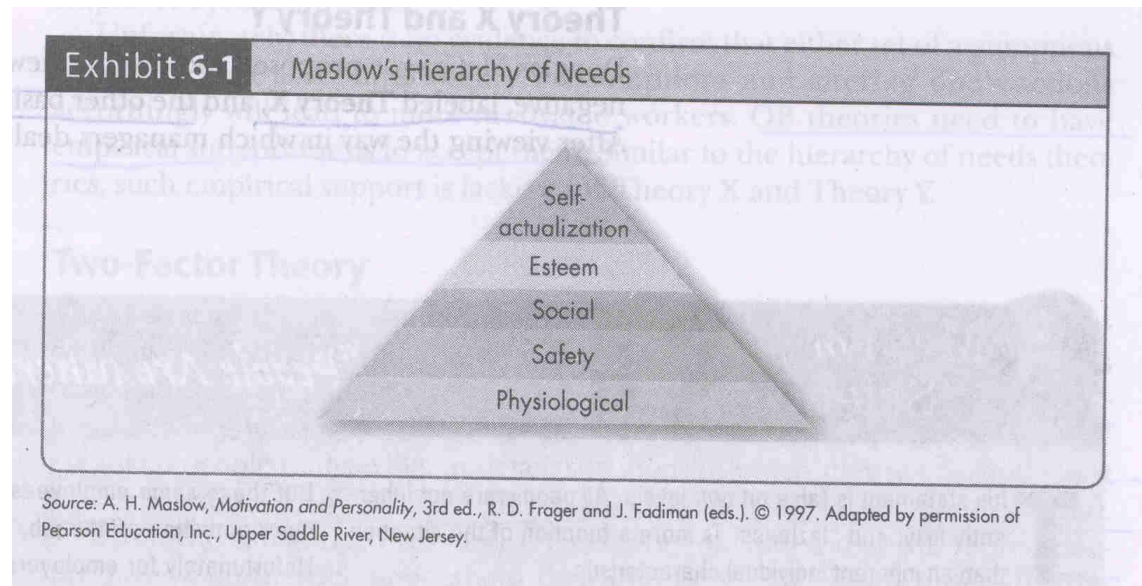 Exhibit 6-1 Maslow's Hierarchy of Needs
Self-
actualization
Esteem
Social
Safety
Physiological
Source: A. H. Maslow, Motivation and Personality, 3rd ed., R. D. Frager and J. Fadiman (eds.). © 1997. Adapted by permission of
Person Education, Inc., Upper Saddle River, New Jersey.